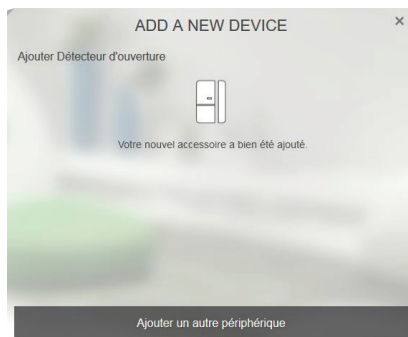 ADD A NEW DEVICE
×
Ajouter Détecteur d'ouverture
Votre nouvel accessoire a bien été ajouté.
Ajouter un autre périphérique